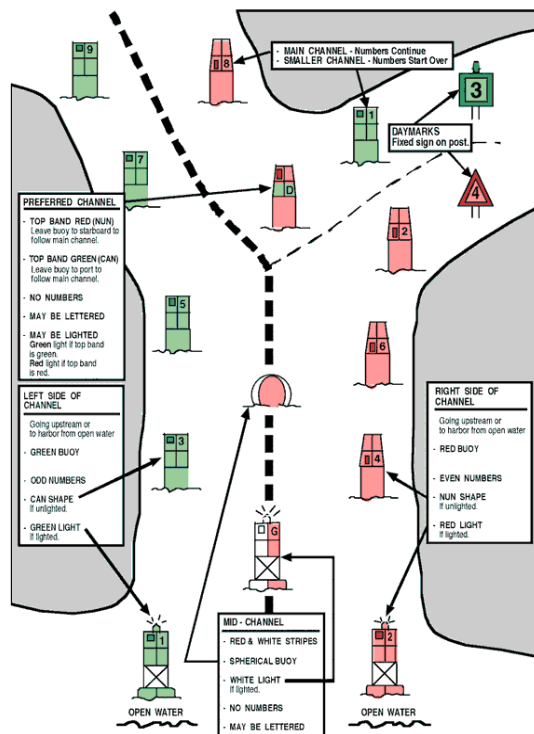 9
8
- MAIN CHANNEL - Numbers Continue
- SMALLER CHANNEL - Numbers Start Over
3
1
DAYMARKS
Fixed sign on post.
7
D
4
PREFERRED CHANNEL
- TOP BAND RED (NUN)
Leave buoy to starboard to
follow main channel.
- TOP BAND GREEN (CAN)
Leave buoy to port to
follow main channel.
- NO NUMBERS
- MAY BE LETTERED
- MAY BE LIGHTED
Green light if top band
is green.
Red light if top band
is red.
2
5
6
LEFT SIDE OF
CHANNEL
Going upstream or
to harbor from open water
- GREEN BUOY
- ODD NUMBERS
- CAN SHAPE
if unlighted.
- GREEN LIGHT
if lighted.
3
4
RIGHT SIDE OF
CHANNEL
Going upstream or
to harbor from open water
- RED BUOY
- EVEN NUMBERS
- NUN SHAPE
if unlighted.
- RED LIGHT
if lighted.
G
1
OPEN WATER
MID - CHANNEL
- RED & WHITE STRIPES
- SPHERICAL BUOY
- WHITE LIGHT
if lighted.
- NO NUMBERS
- MAY BE LETTERED
2
OPEN WATER